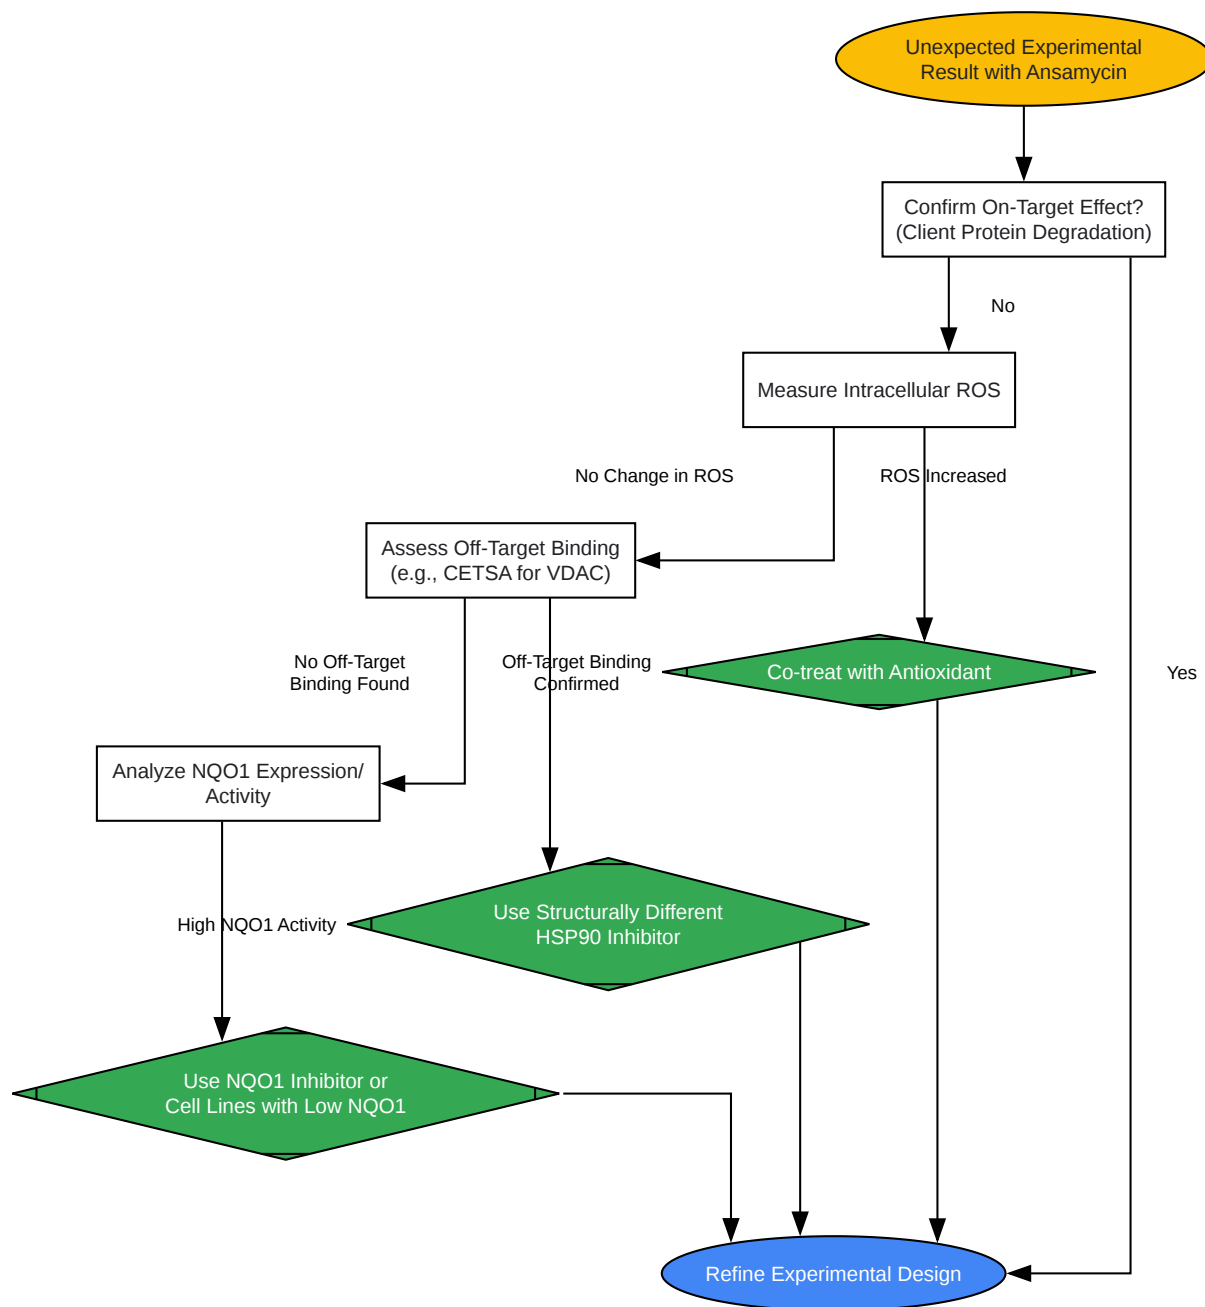 Unexpected Experimental
Result with Ansamycin
Confirm On-Target Effect?
(Client Protein Degradation)
No
Measure Intracellular ROS
No Change in ROS
ROS Increased
Assess Off-Target Binding
(e.g., CETSA for VDAC)
No Off-Target
Binding Found
Off-Target Binding
Confirmed
Co-treat with Antioxidant
Yes
Analyze NQO1 Expression/
Activity
High NQO1 Activity
Use Structurally Different
HSP90 Inhibitor
Use NQO1 Inhibitor or
Cell Lines with Low NQO1
Refine Experimental Design